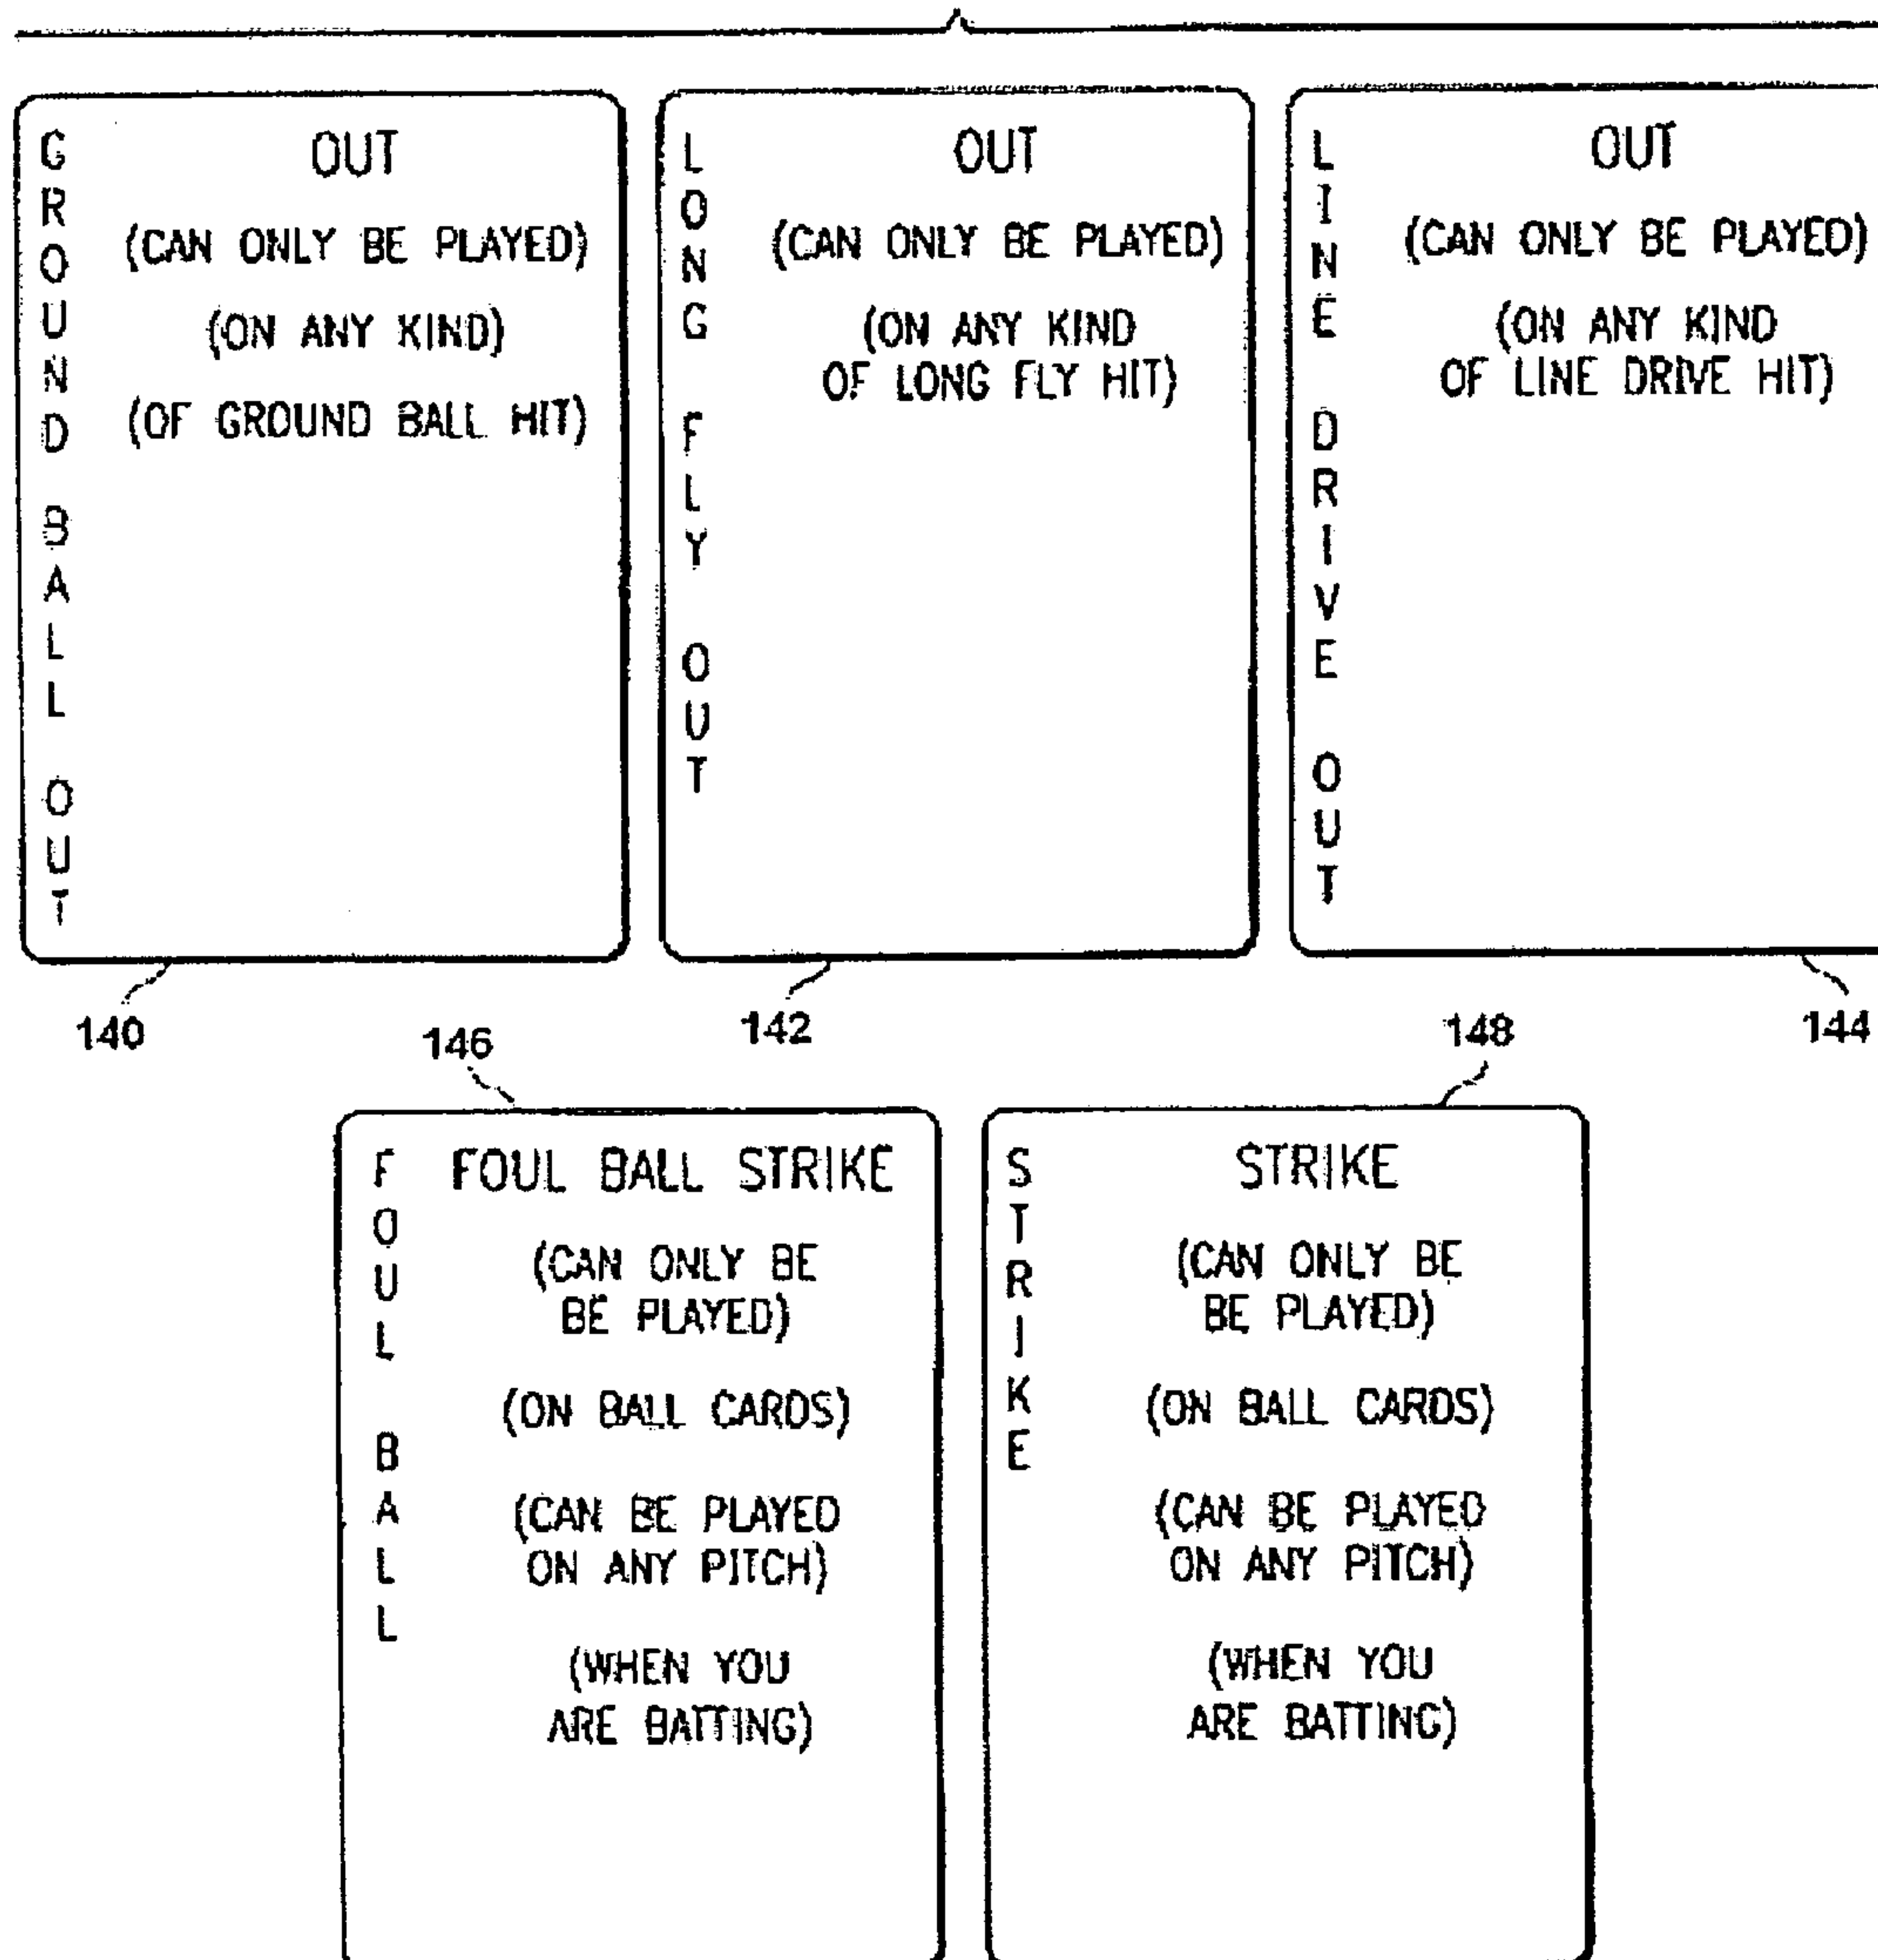 GROUND BALL OUT
OUT
(CAN ONLY BE PLAYED)
(ON ANY KIND)
(OF GROUND BALL HIT)
LONG FLY OUT
OUT
(CAN ONLY BE PLAYED)
(ON ANY KIND
OF LONG FLY HIT)
LINE DRIVE OUT
OUT
(CAN ONLY BE PLAYED)
(ON ANY KIND
OF LINE DRIVE HIT)
140
142
144
146
148
FOUL BALL
FOUL BALL STRIKE
(CAN ONLY BE
BE PLAYED)
(ON BALL CARDS)
(CAN BE PLAYED
ON ANY PITCH)
(WHEN YOU
ARE BATTING)
STRIKE
STRIKE
(CAN ONLY BE
BE PLAYED)
(ON BALL CARDS)
(CAN BE PLAYED
ON ANY PITCH)
(WHEN YOU
ARE BATTING)